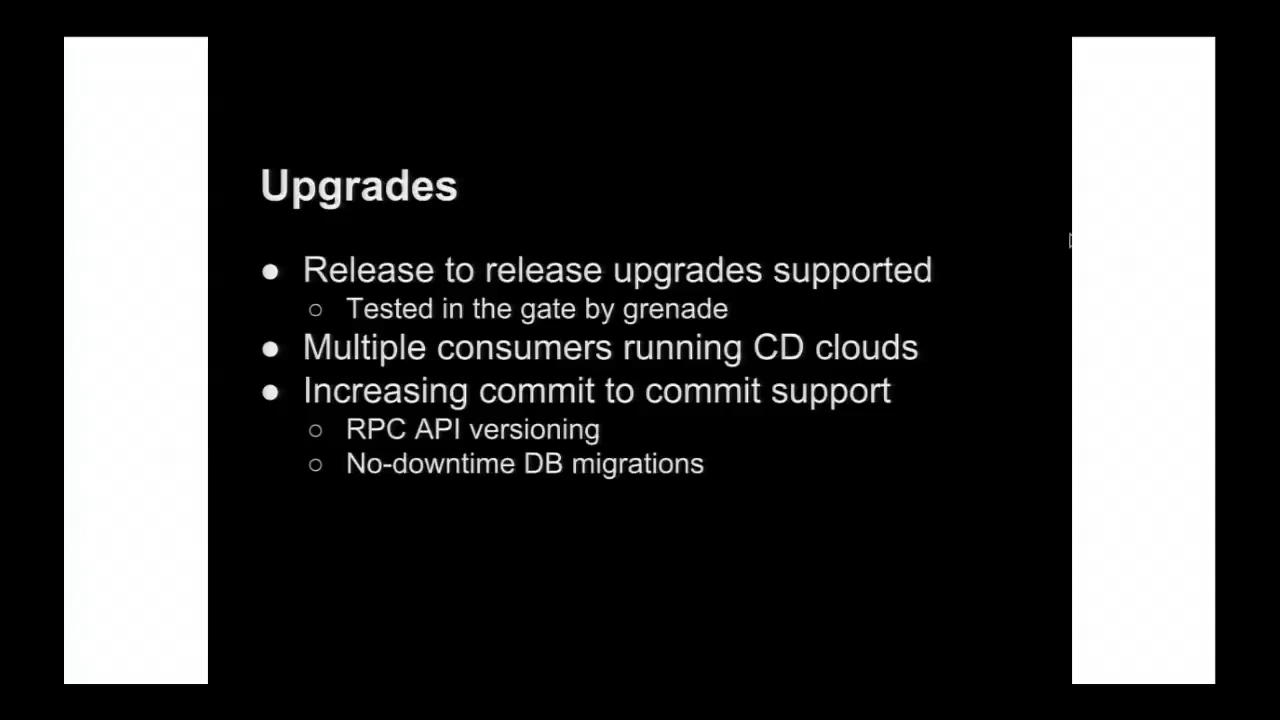 Upgrades
● Release to release upgrades supported
○ Tested in the gate by grenade
● Multiple consumers running CD clouds
● Increasing commit to commit support
○ RPC API versioning
○ No-downtime DB migrations